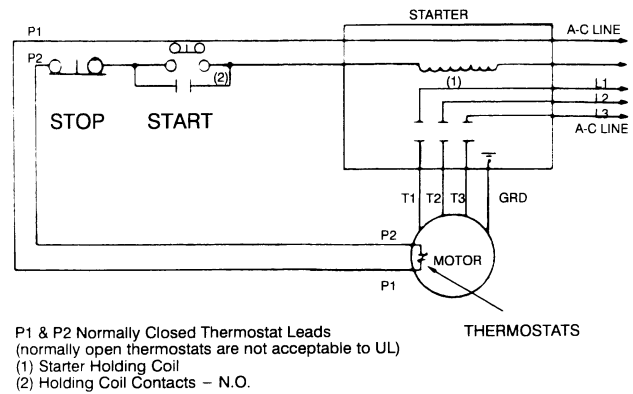 STARTER
P1
A-C LINE
P2
(2)
(1)
L1
L2
L3
A-C LINE
STOP
START
T1
T2
T3
GRD
P2
MOTOR
P1
THERMOSTATS
P1 & P2 Normally Closed Thermostat Leads
(normally open thermostats are not acceptable to UL)
(1) Starter Holding Coil
(2) Holding Coil Contacts – N.O.